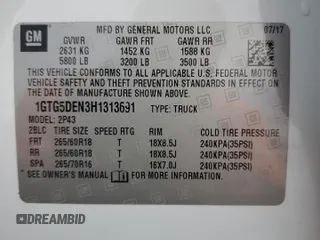 GM
MFD BY GENERAL MOTORS LLC 07/17
GVWR GAWR FRT GAWR RR
2631 KG 1452 KG 1588 KG
5800 LB 3200 LB 3500 LB
THIS VEHICLE CONFORMS TO ALL APPLICABLE U.S. FEDERAL MOTOR VEHICLE SAFETY AND THEFT PREVENTION STANDARDS IN EFFECT ON THE DATE OF MANUFACTURE SHOWN ABOVE.
1GTG5DEN3H1313691 TYPE: TRUCK
MODEL: 2P43
2BLC TIRE SIZE SPEED RTG RIM COLD TIRE PRESSURE
FRT 265/60R18 T 18X8.5J 240KPA(35PSI)
RR 265/60R18 T 18X8.5J 240KPA(35PSI)
SPA 265/70R16 T 16X7.0J 240KPA(35PSI)
SEE OWNER'S MANUAL FOR ADDITIONAL INFORMATION.
© DREAMBID